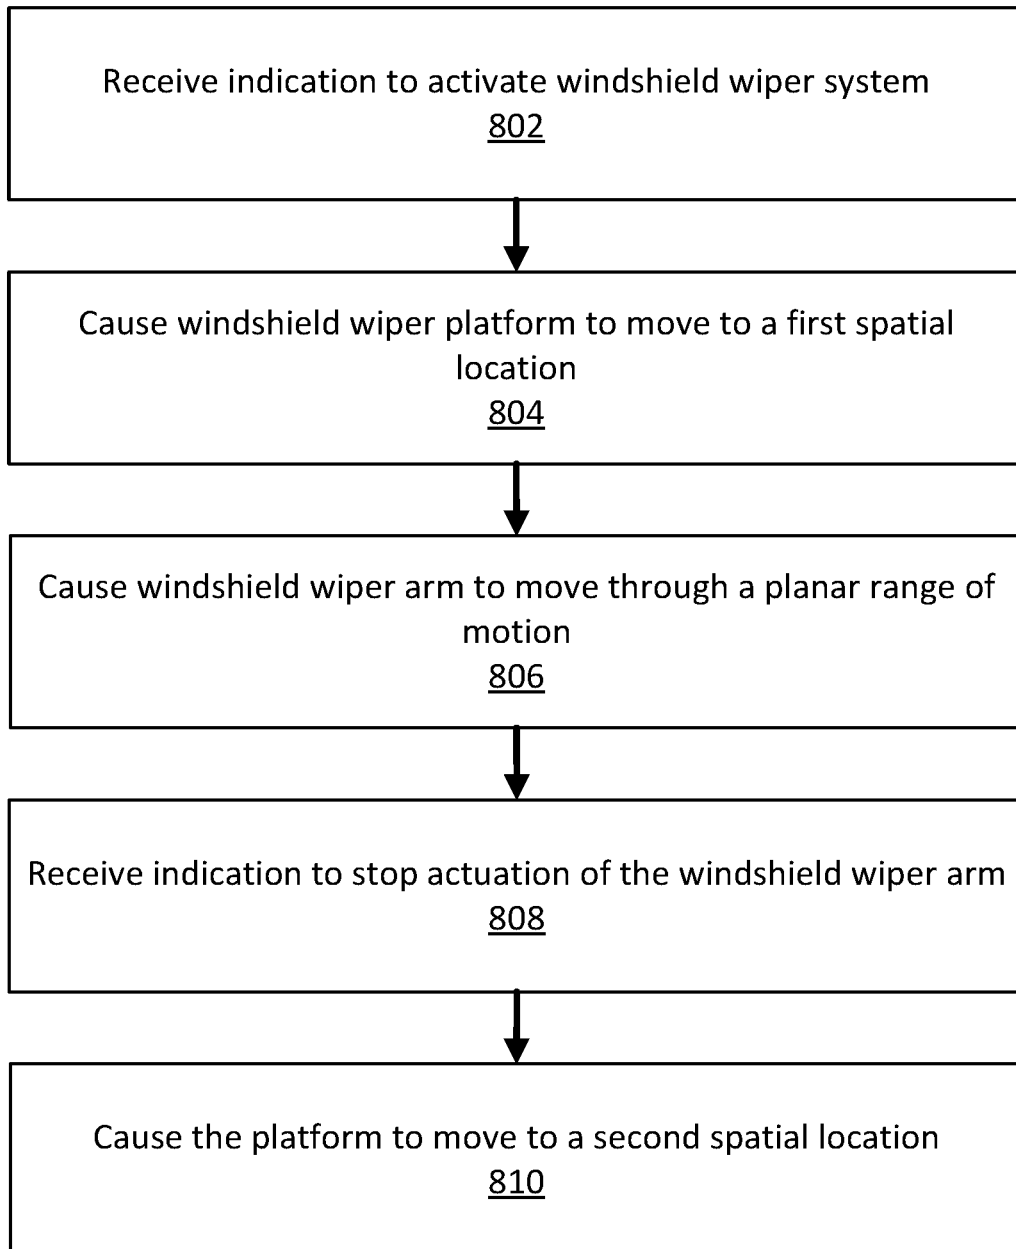 Receive indication to activate windshield wiper system
802
Cause windshield wiper platform to move to a first spatial
location
804
Cause windshield wiper arm to move through a planar range of
motion
806
Receive indication to stop actuation of the windshield wiper arm
808
Cause the platform to move to a second spatial location
810